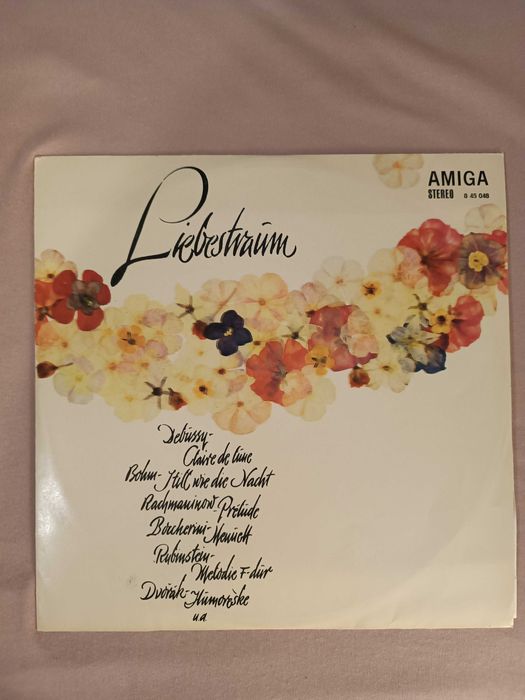 AMIGA
STEREO 8 45 048
Liebestraum
Debussy-
Claire de lune
Bohm- Still wie die Nacht
Rachmaninow- Prélude
Boccherini- Menuett
Rubinstein-
Melodie F-dur
Dvořák- Humoreske
u.a.